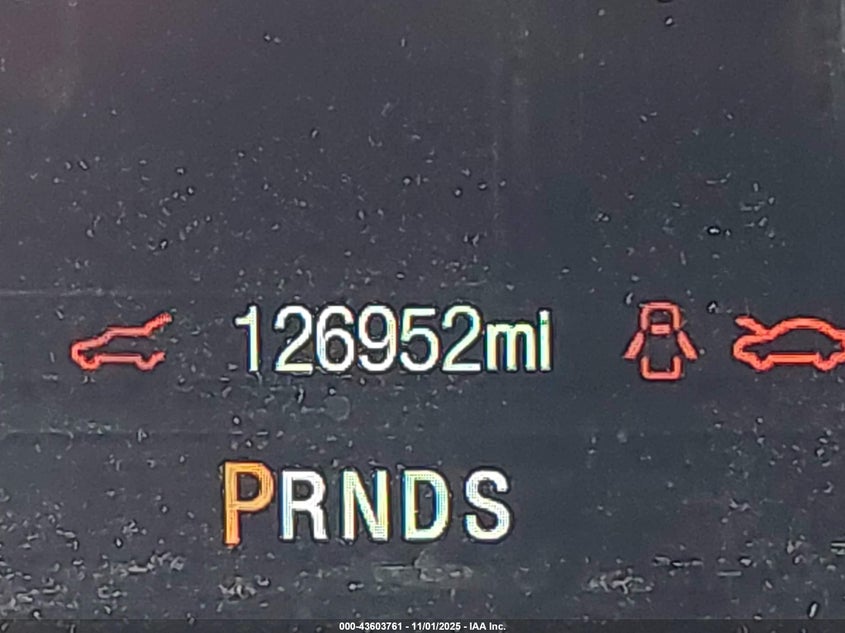 126952mi
PRNDS
000-43603761 - 11/01/2025 - IAA Inc.